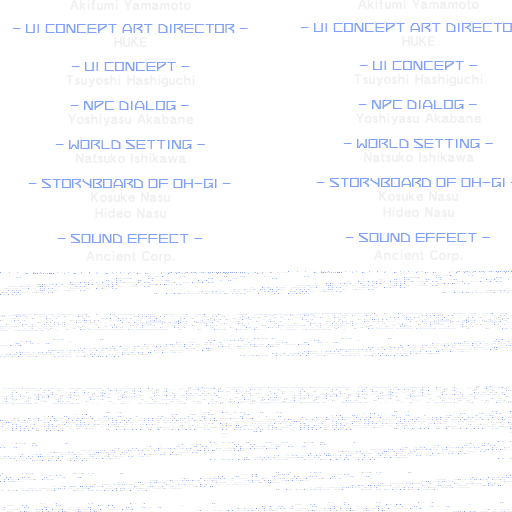 Akifumi Yamamoto
Akifumi Yamamoto
- UI CONCEPT ART DIRECTOR -
- UI CONCEPT ART DIRECTO
HUKE
HUKE
- UI CONCEPT -
- UI CONCEPT -
Tsuyoshi Hashiguchi
Tsuyoshi Hashiguchi
- NPC DIALOG -
- NPC DIALOG -
Yoshiyasu Akabane
Yoshiyasu Akabane
- WORLD SETTING -
- WORLD SETTING -
Natsuko Ishikawa
Natsuko Ishikawa
- STORYBOARD OF OH-GI -
- STORYBOARD OF OH-GI -
Kosuke Nasu
Kosuke Nasu
Hideo Nasu
Hideo Nasu
- SOUND EFFECT -
- SOUND EFFECT -
Ancient Corp.
Ancient Corp.